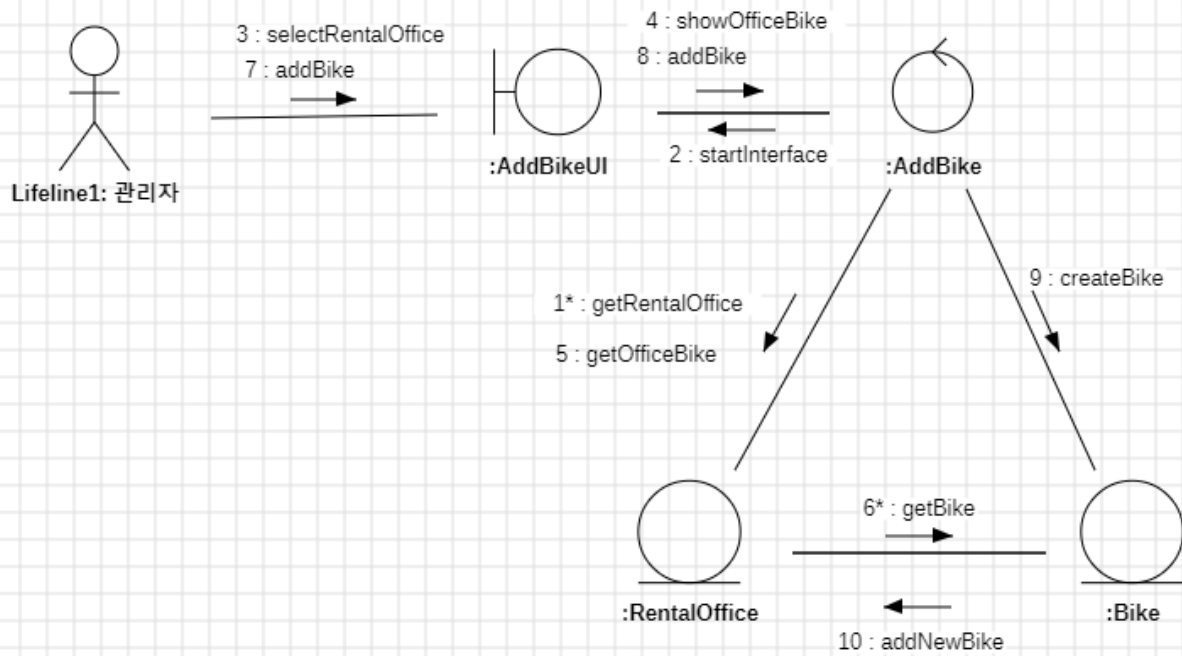 3 : selectRentalOffice
7 : addBike
4 : showOfficeBike
8 : addBike
2 : startInterface
:AddBikeUI
:AddBike
Lifeline1: 관리자
1* : getRentalOffice
5 : getOfficeBike
9 : createBike
6* : getBike
:RentalOffice
:Bike
10 : addNewBike